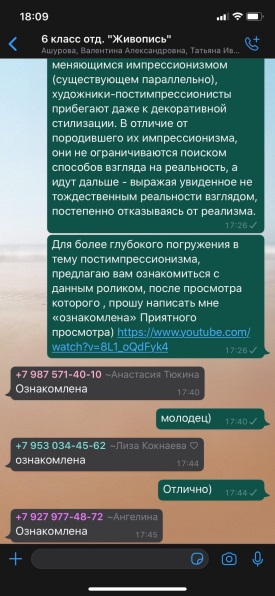 18:09
6 класс отд. "Живопись"
Ашурова, Валентина Александровна, Татьяна Ив...
меняющимся импрессионизмом
(существующем параллельно),
художники-постимпрессионисты
прибегают даже к декоративной
стилизации. В отличие от
породившего их импрессионизма,
они не ограничиваются поиском
способов взгляда на реальность, а
идут дальше - выражая увиденное не
тождественным реальности взглядом,
постепенно отказываясь от реализма.
17:26
Для более глубокого погружения в
тему постимпрессионизма,
предлагаю вам ознакомиться с
данным роликом, после просмотра
которого , прошу написать мне
«ознакомлена» Приятного
просмотра) https://www.youtube.com/
watch?v=8L1_oQdFyk4
17:26
+7 987 571-40-10 ~Анастасия Тюкина
Ознакомлена
17:40
молодец)
17:40
+7 953 034-45-62 ~Лиза Кокнаева ♡
ознакомлена
17:44
Отлично)
17:44
+7 927 977-48-72 ~Ангелина
Ознакомлена
17:45